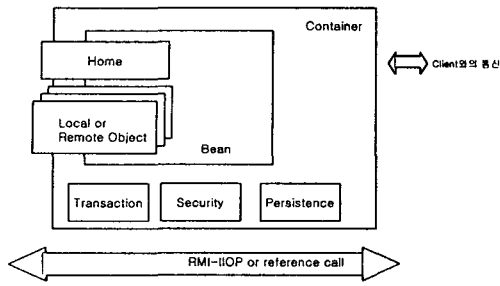 Container
Home
Client와의 통신
Local or
Remote Object
Bean
Transaction
Security
Persistence
RMI-IIOP or reference call